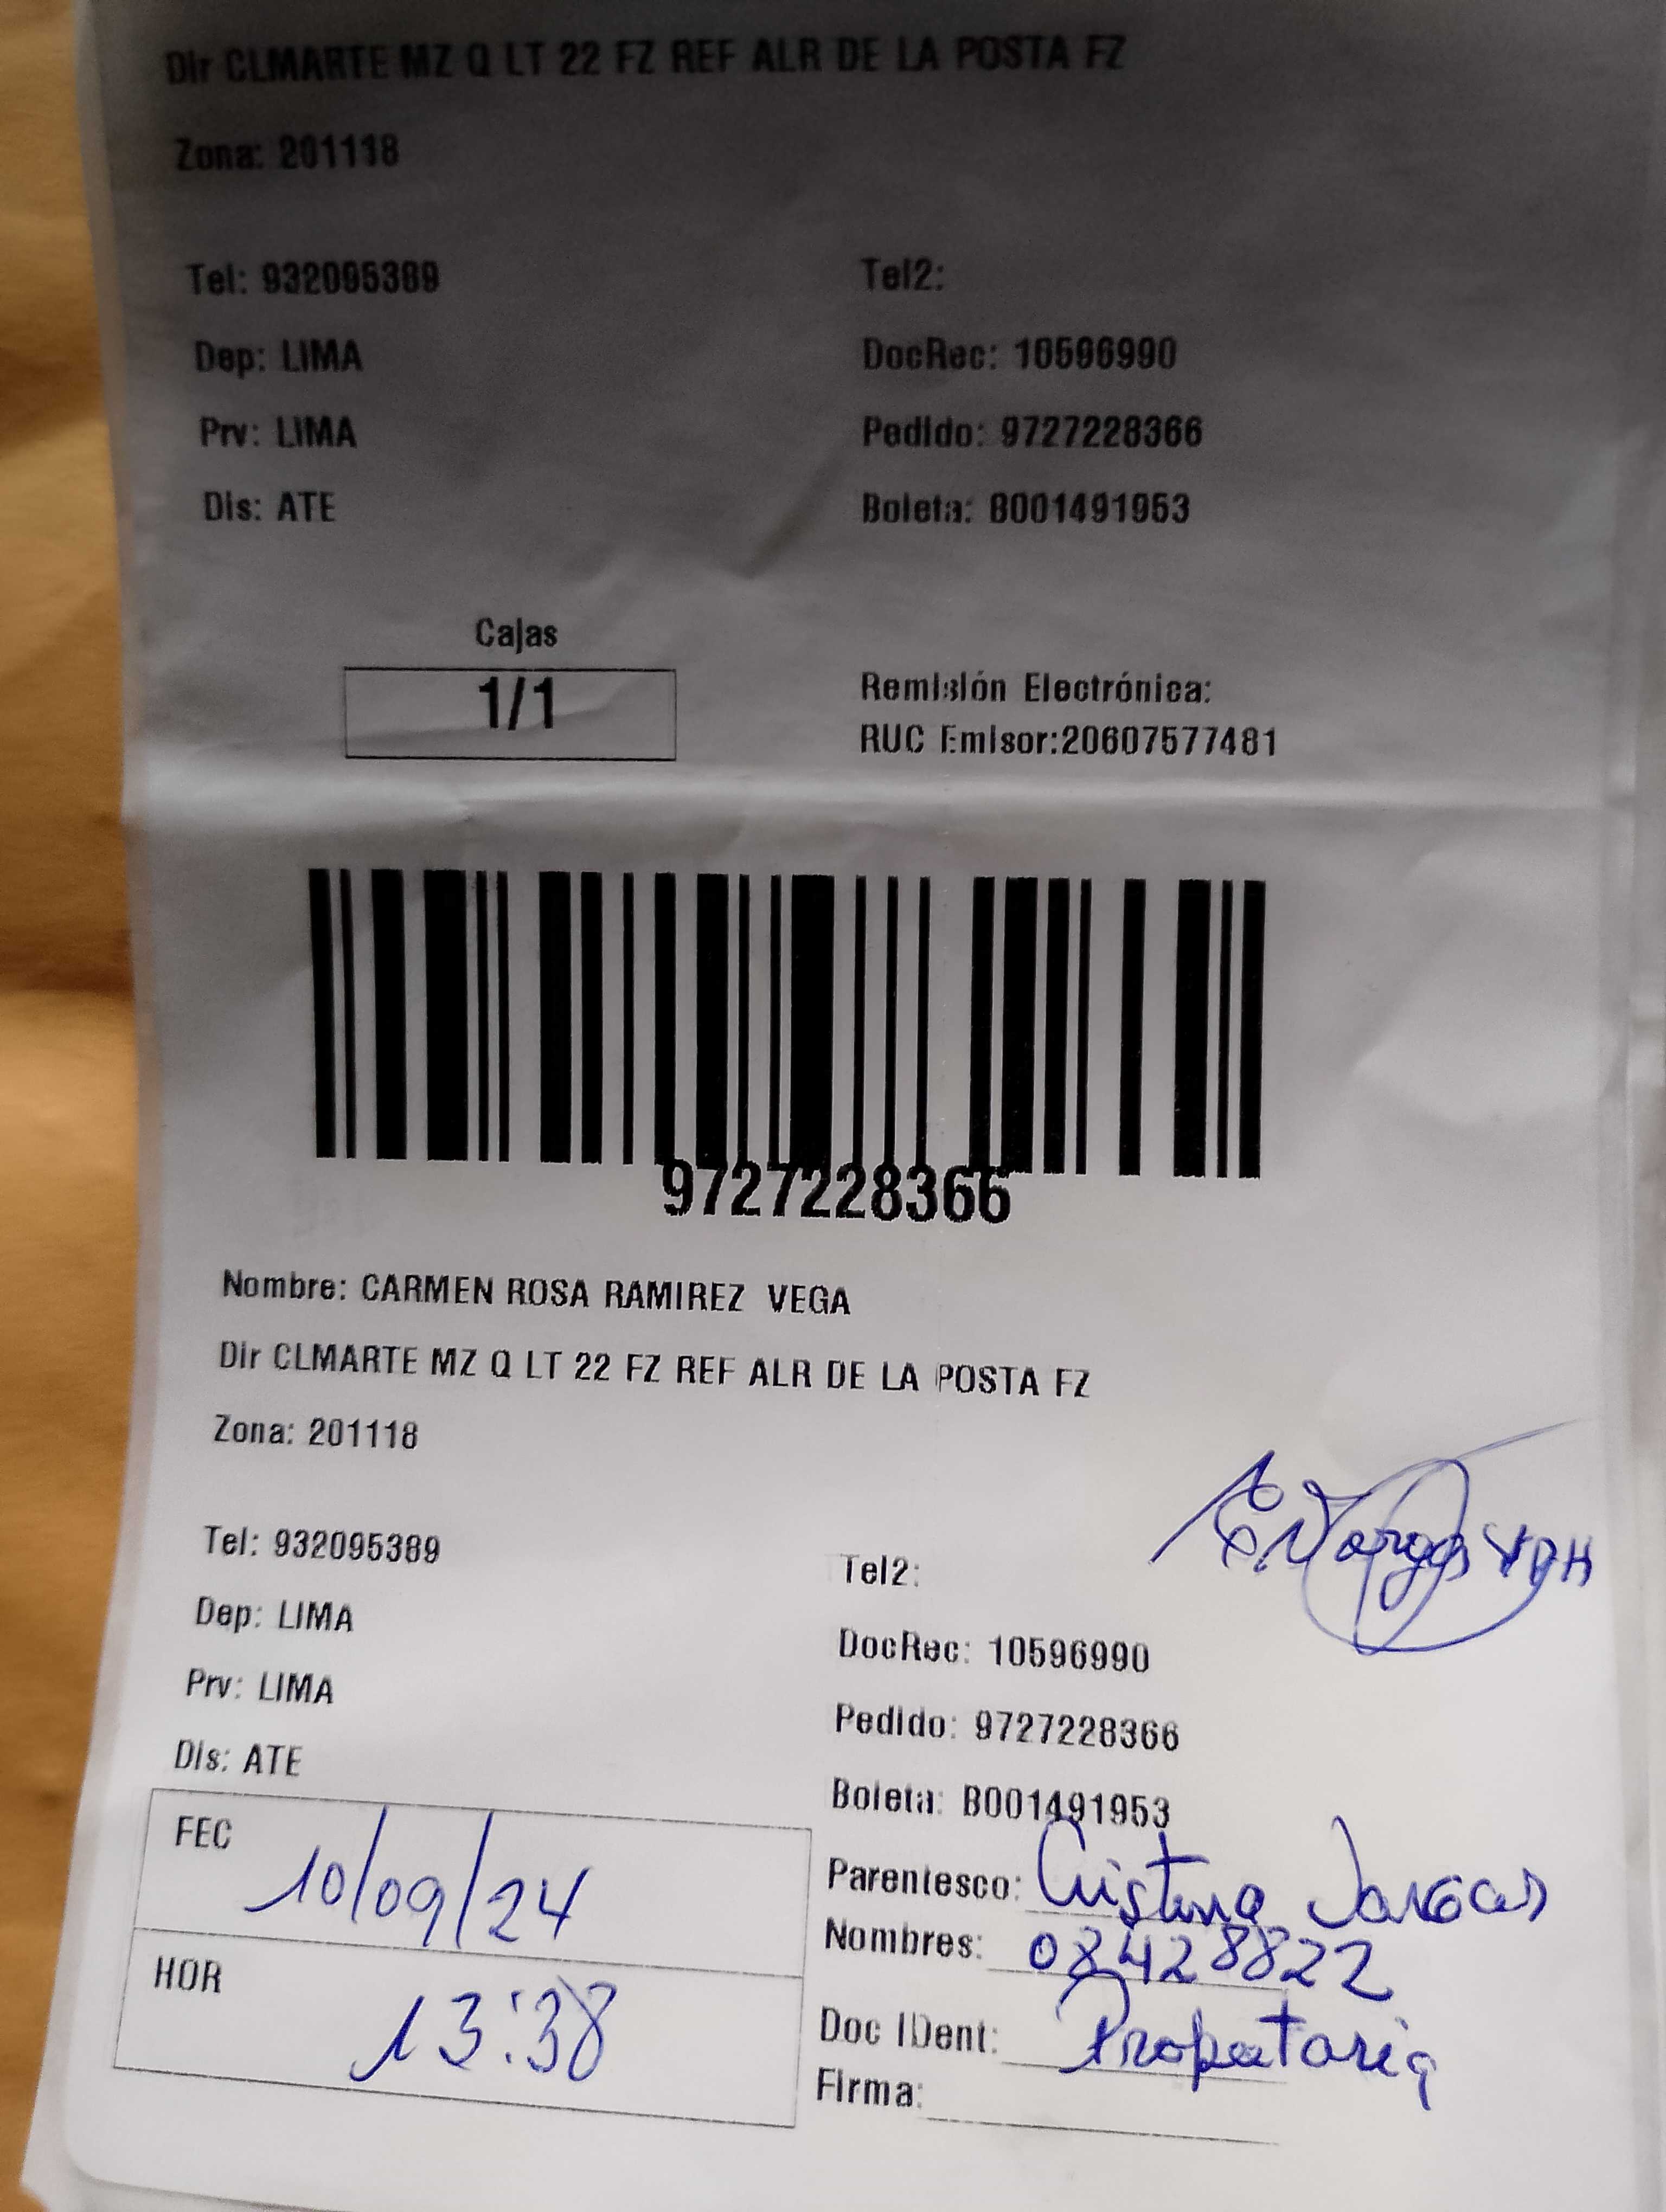 Dir CLMARTE MZ Q LT 22 FZ REF ALR DE LA POSTA FZ
Zona: 201118
Tel: 932095389
Tel2:
Dep: LIMA
DocRec: 10596990
Prv: LIMA
Pedido: 9727228366
Dis: ATE
Boleta: B001491953
Cajas
1/1
Remisión Electrónica:
RUC Emisor:20607577481
9727228366
Nombre: CARMEN ROSA RAMIREZ VEGA
Dir CLMARTE MZ Q LT 22 FZ REF ALR DE LA POSTA FZ
Zona: 201118
Tel: 932095389
Tel2:
Dep: LIMA
DocRec: 10596990
Prv: LIMA
Pedido: 9727228366
Dis: ATE
Boleta: B001491953
FEC 10/09/24
HOR 13:38
Parentesco: Cristina Vargas
Nombres: 08428822
Doc IDent: Propietaria
Firma: